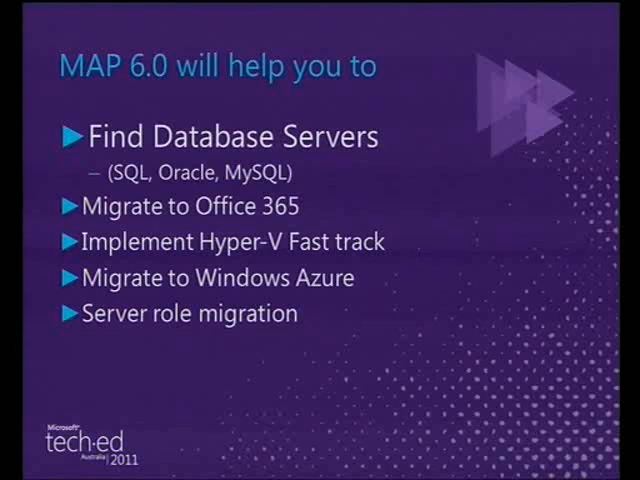 MAP 6.0 will help you to
Find Database Servers
– (SQL, Oracle, MySQL)
Migrate to Office 365
Implement Hyper-V Fast track
Migrate to Windows Azure
Server role migration
Microsoft®
tech·ed
Australia | 2011